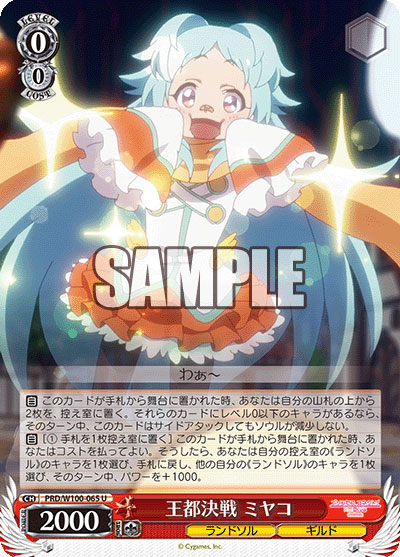 LEVEL
0
0
COST
SAMPLE
わぁ～
自 このカードが手札から舞台に置かれた時、あなたは自分の山札の上から
2枚を、控え室に置く。それらのカードにレベル0以下のキャラがあるなら、
そのターン中、このカードはサイドアタックしてもソウルが減少しない。
自 [① 手札を1枚控え室に置く] このカードが手札から舞台に置かれた時、あ
なたはコストを払ってよい。そうしたら、あなたは自分の控え室の《ランド
ソル》のキャラを1枚選び、手札に戻し、他の自分の《ランドソル》のキャラを1枚
選び、そのターン中、パワーを+1000。
CH PRD/W100-065 U
2000
王都決戦 ミヤコ
ランドソル
ギルド
© Cygames, Inc.